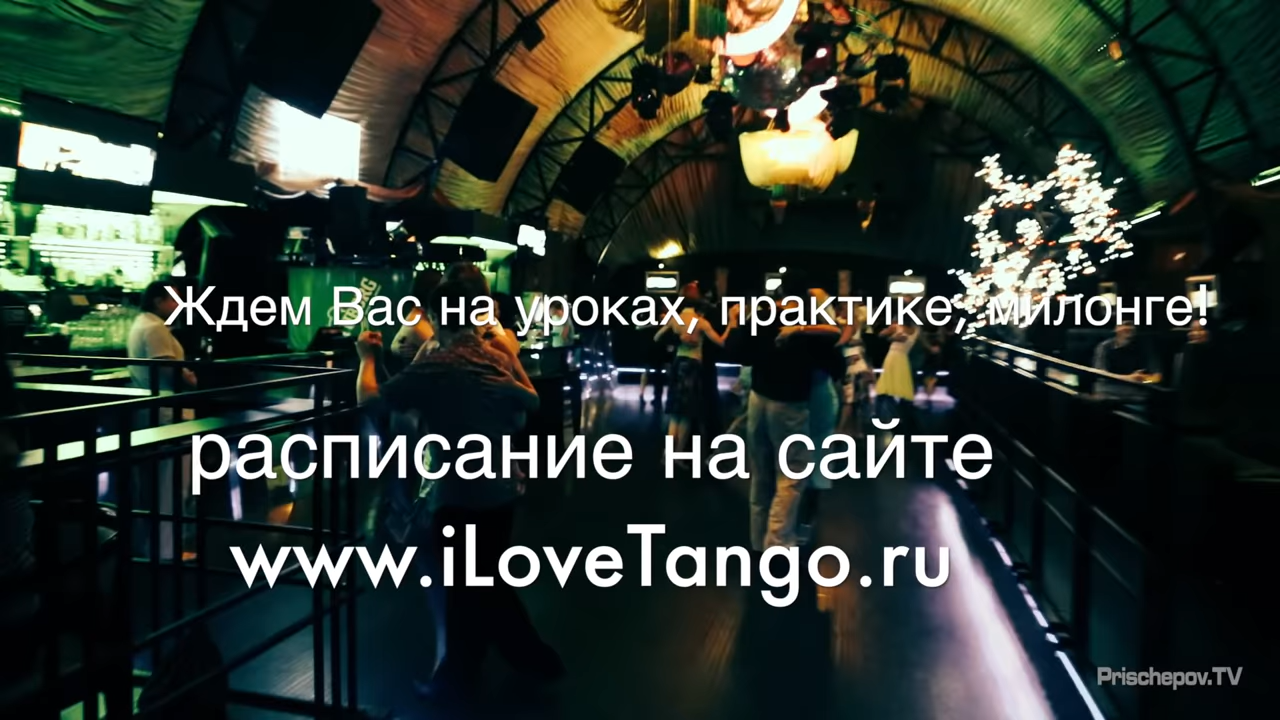 Ждем Вас на уроках, практике, милонге!
расписание на сайте
www.iLoveTango.ru
Prischepov.TV